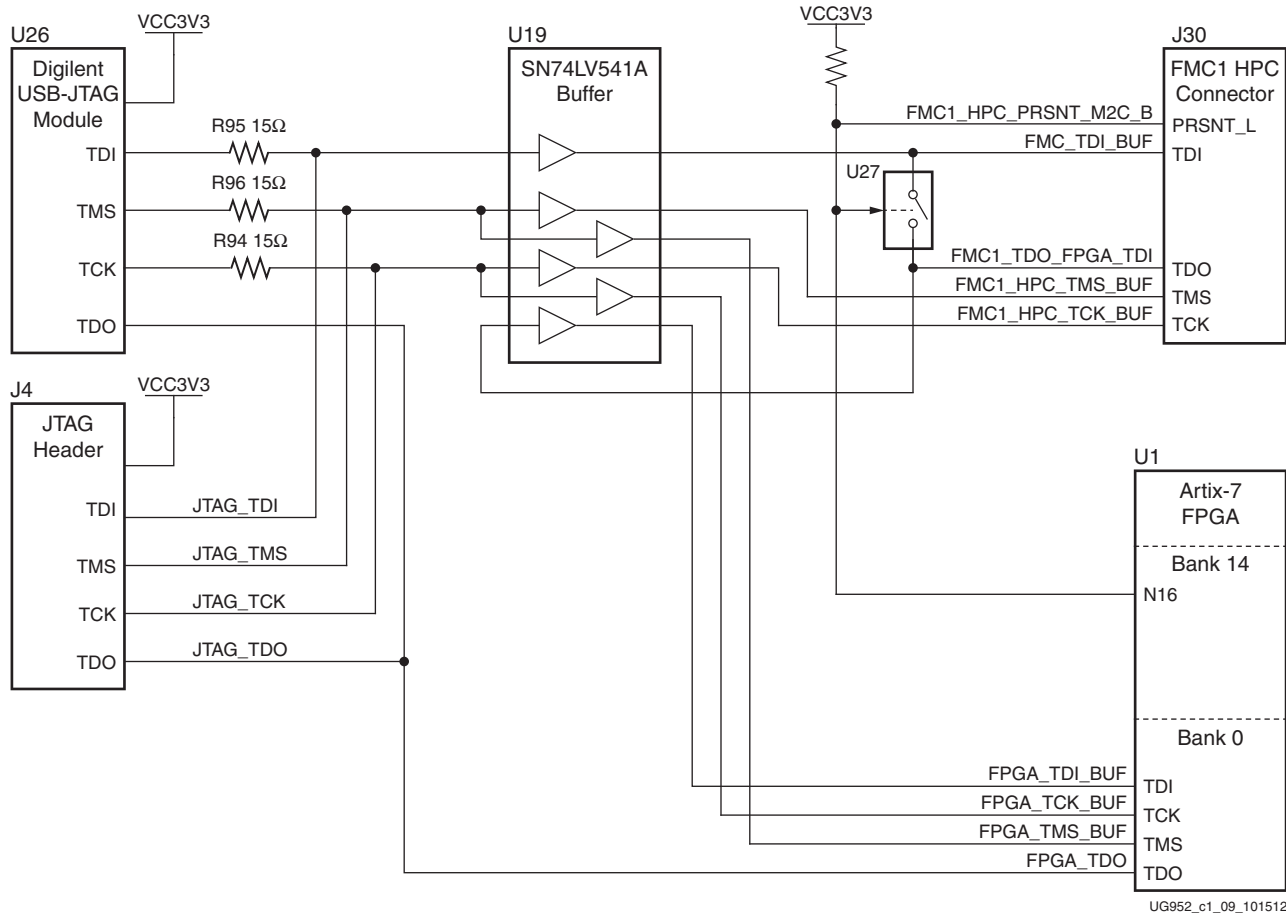 U26
VCC3V3
Digilent
USB-JTAG
Module
TDI
TMS
TCK
TDO
R95 15Ω
R96 15Ω
R94 15Ω
U19
SN74LV541A
Buffer
VCC3V3
U27
J30
FMC1 HPC
Connector
FMC1_HPC_PRSNT_M2C_B
PRSNT_L
FMC_TDI_BUF
TDI
FMC1_TDO_FPGA_TDI
TDO
FMC1_HPC_TMS_BUF
TMS
FMC1_HPC_TCK_BUF
TCK
J4
VCC3V3
JTAG
Header
TDI
JTAG_TDI
TMS
JTAG_TMS
TCK
JTAG_TCK
TDO
JTAG_TDO
U1
Artix-7
FPGA
Bank 14
N16
Bank 0
FPGA_TDI_BUF
TDI
FPGA_TCK_BUF
TCK
FPGA_TMS_BUF
TMS
FPGA_TDO
TDO
UG952_c1_09_101512